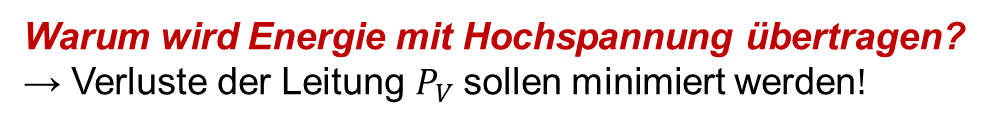 Warum wird Energie mit Hochspannung übertragen?
→ Verluste der Leitung P_V sollen minimiert werden!